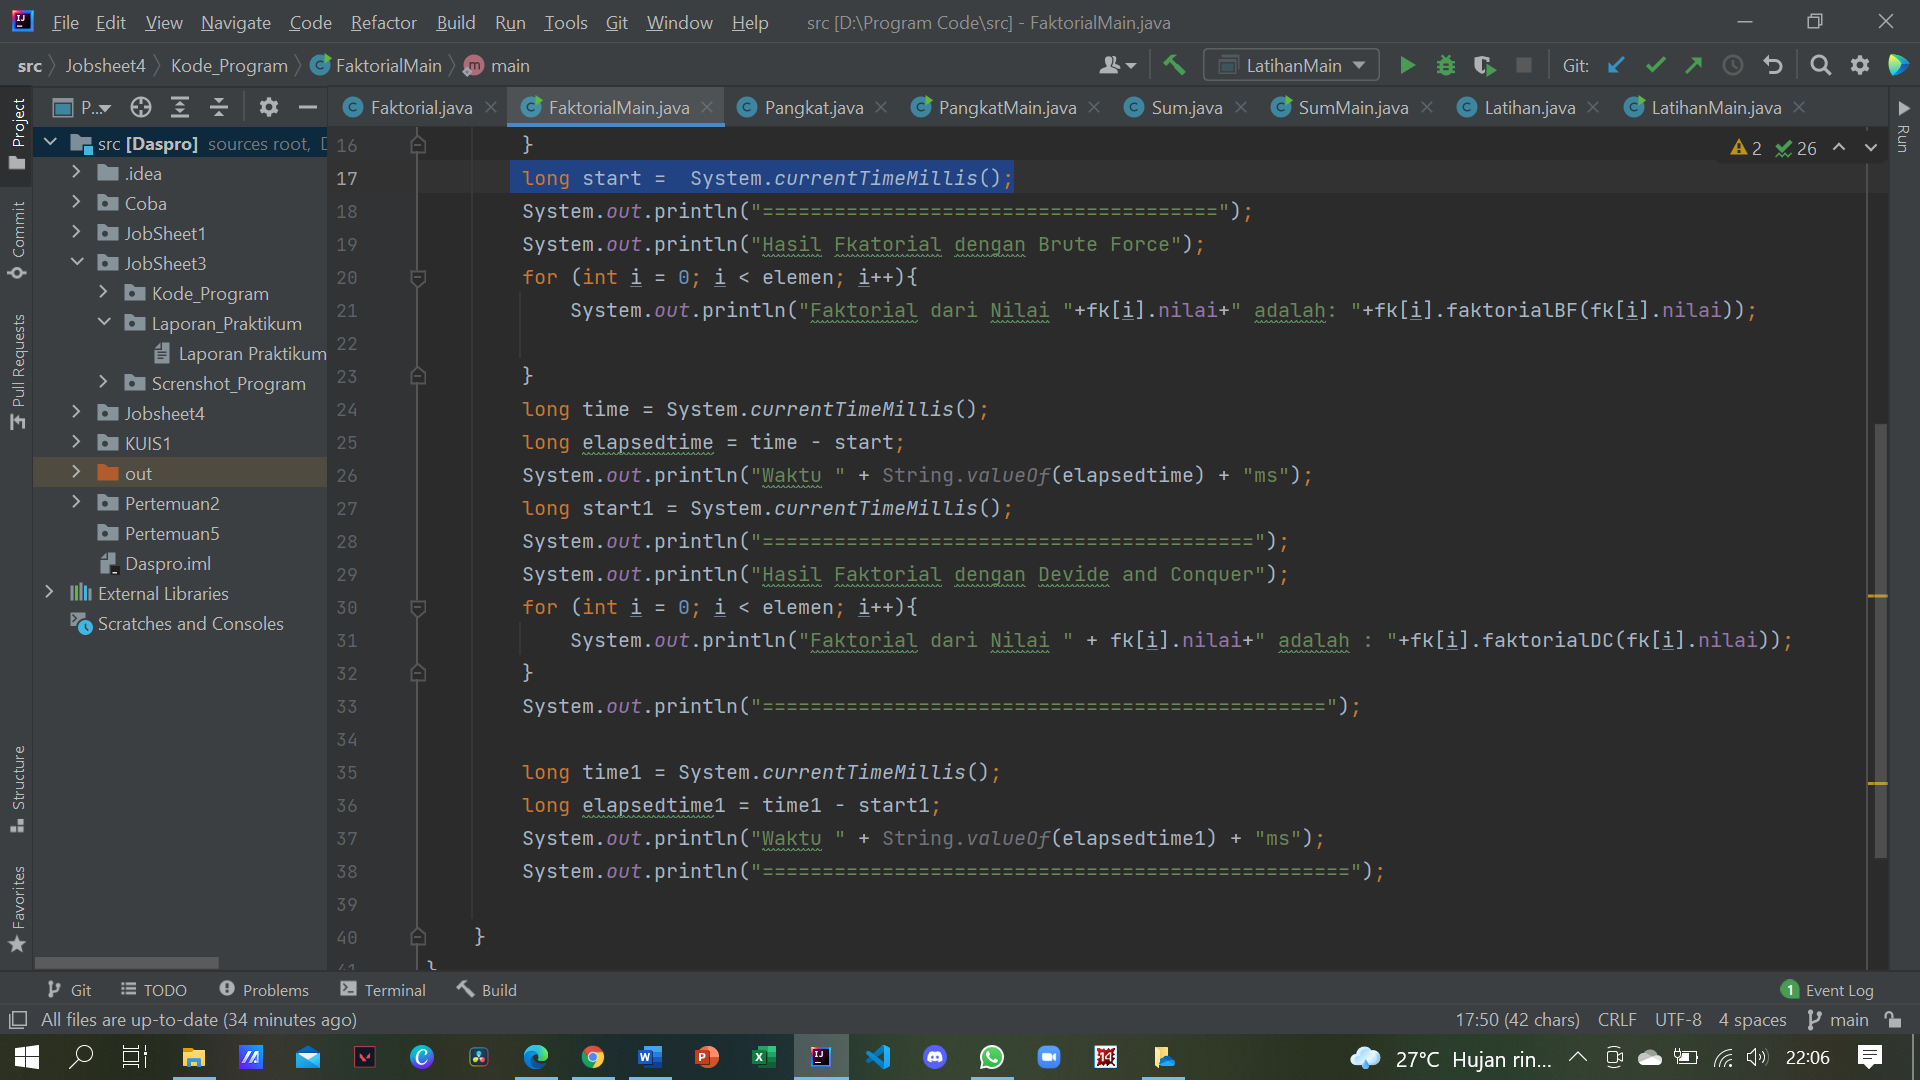 File Edit View Navigate Code Refactor Build Run Tools Git Window Help src [D:\Program Code\src] - FaktorialMain.java
src Jobsheet4 Kode_Program FaktorialMain main LatihanMain Git:
Project P... Faktorial.java FaktorialMain.java Pangkat.java PangkatMain.java Sum.java SumMain.java Latihan.java LatihanMain.java Run
src [Daspro] sources root,
.idea
Coba
JobSheet1
JobSheet3
Kode_Program
Laporan_Praktikum
Laporan Praktikum
Screnshot_Program
Jobsheet4
KUIS1
out
Pertemuan2
Pertemuan5
Daspro.iml
External Libraries
Scratches and Consoles
Commit
Pull Requests
Structure
Favorites
2 26
16 }
17 long start =  System.currentTimeMillis();
18 System.out.println("======================================");
19 System.out.println("Hasil Fkatorial dengan Brute Force");
20 for (int i = 0; i < elemen; i++){
21 System.out.println("Faktorial dari Nilai "+fk[i].nilai+" adalah: "+fk[i].faktorialBF(fk[i].nilai));
22
23 }
24 long time = System.currentTimeMillis();
25 long elapsedtime = time - start;
26 System.out.println("Waktu " + String.valueOf(elapsedtime) + "ms");
27 long start1 = System.currentTimeMillis();
28 System.out.println("=========================================");
29 System.out.println("Hasil Faktorial dengan Devide and Conquer");
30 for (int i = 0; i < elemen; i++){
31 System.out.println("Faktorial dari Nilai " + fk[i].nilai+" adalah : "+fk[i].faktorialDC(fk[i].nilai));
32 }
33 System.out.println("===============================================");
34
35 long time1 = System.currentTimeMillis();
36 long elapsedtime1 = time1 - start1;
37 System.out.println("Waktu " + String.valueOf(elapsedtime1) + "ms");
38 System.out.println("=================================================");
39
40 }
41 }
Git TODO Problems Terminal Build 1 Event Log
All files are up-to-date (34 minutes ago) 17:50 (42 chars) CRLF UTF-8 4 spaces main
27°C Hujan rin... 22:06